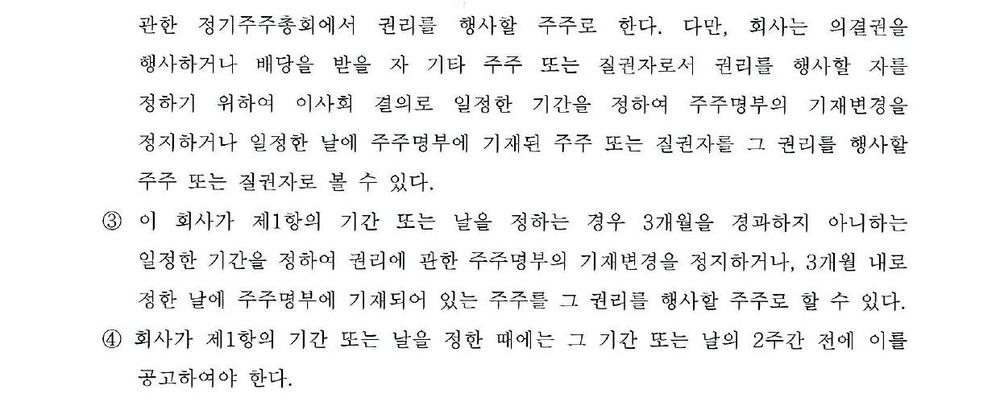 관한 정기주주총회에서 권리를 행사할 주주로 한다. 다만, 회사는 의결권을
행사하거나 배당을 받을 자 기타 주주 또는 질권자로서 권리를 행사할 자를
정하기 위하여 이사회 결의로 일정한 기간을 정하여 주주명부의 기재변경을
정지하거나 일정한 날에 주주명부에 기재된 주주 또는 질권자를 그 권리를 행사할
주주 또는 질권자로 볼 수 있다.
③ 이 회사가 제1항의 기간 또는 날을 정하는 경우 3개월을 경과하지 아니하는
일정한 기간을 정하여 권리에 관한 주주명부의 기재변경을 정지하거나, 3개월 내로
정한 날에 주주명부에 기재되어 있는 주주를 그 권리를 행사할 주주로 할 수 있다.
④ 회사가 제1항의 기간 또는 날을 정한 때에는 그 기간 또는 날의 2주간 전에 이를
공고하여야 한다.